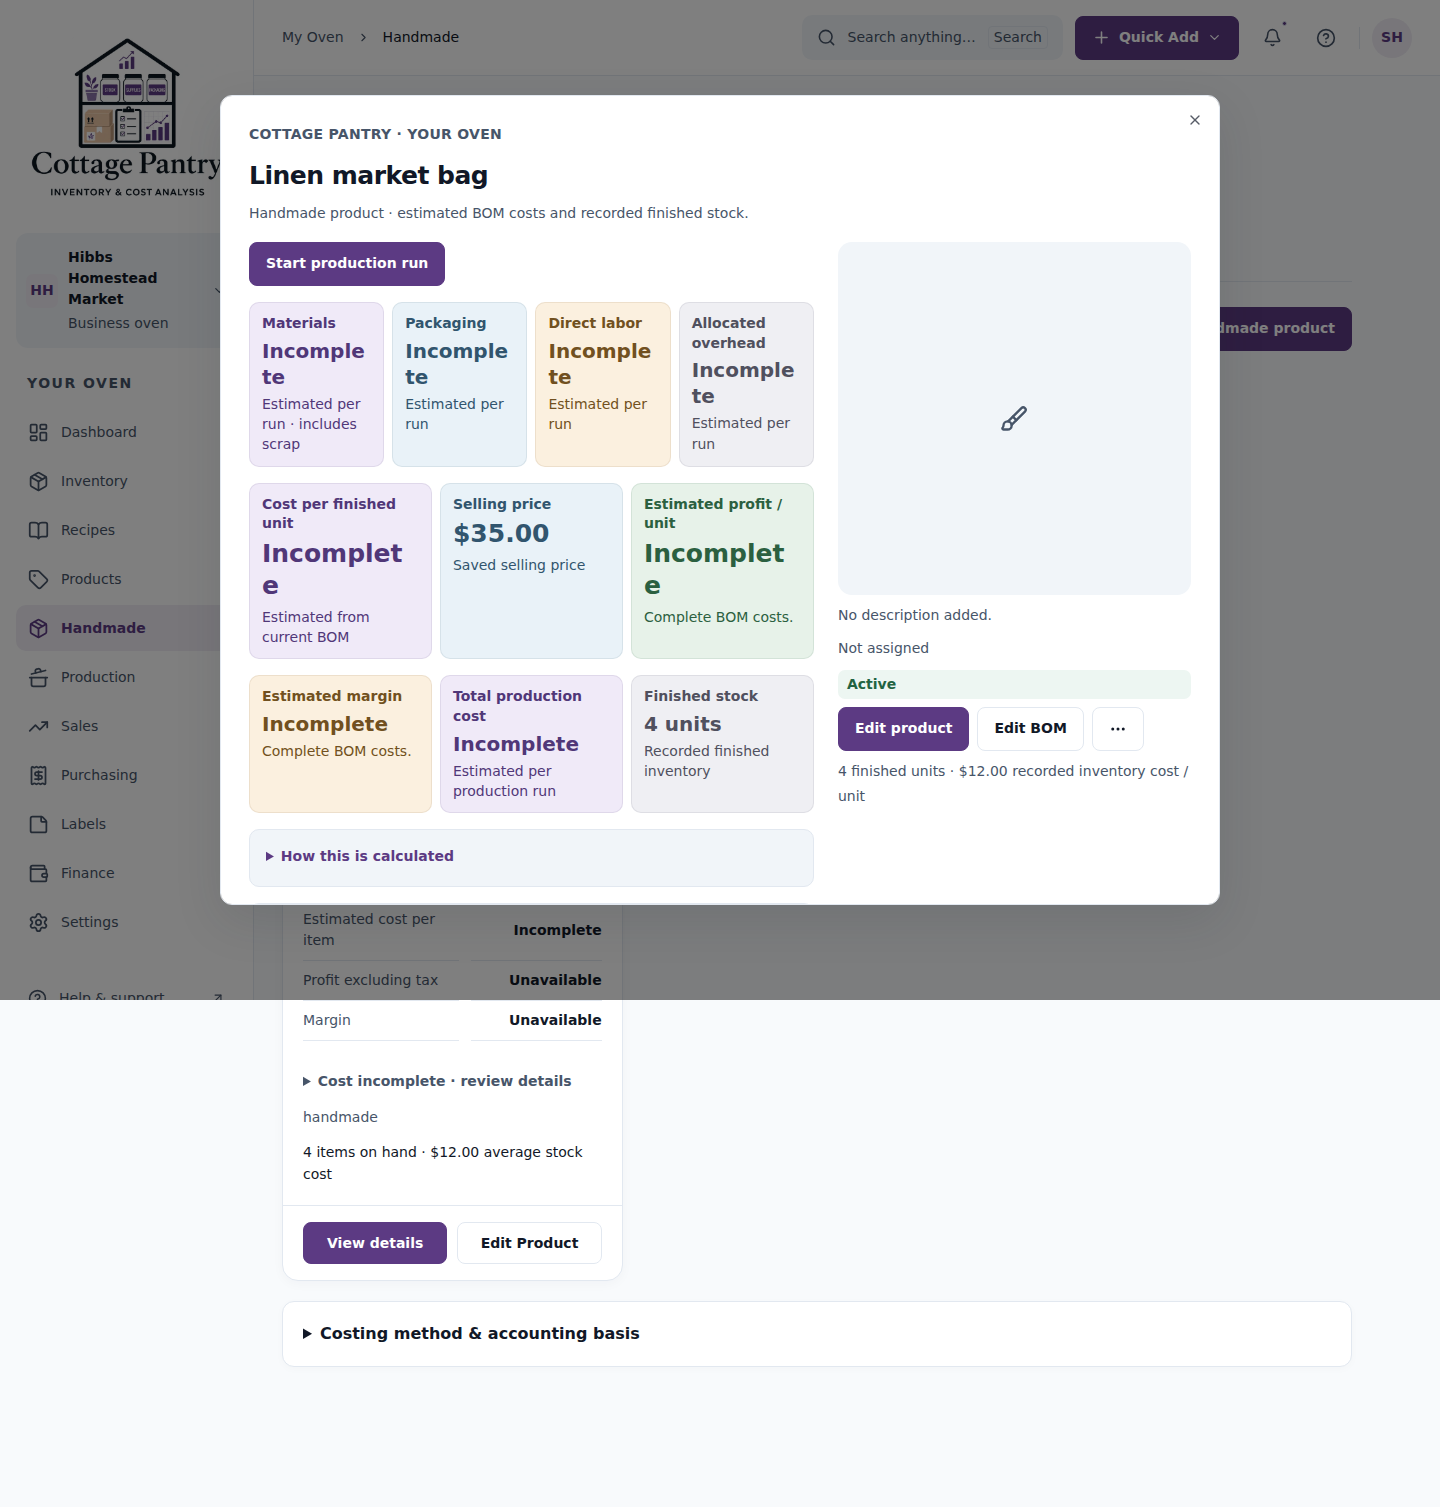 My Oven
Handmade
Search anything...
Search
Quick Add
SH
Cottage Pantry
INVENTORY & COST ANALYSIS
HH
Hibbs
Homestead
Market
Business oven
YOUR OVEN
Dashboard
Inventory
Recipes
Products
Handmade
Production
Sales
Purchasing
Labels
Finance
Settings
Help & support
COTTAGE PANTRY · YOUR OVEN
Linen market bag
Handmade product · estimated BOM costs and recorded finished stock.
Start production run
Materials
Incomple
te
Estimated per
run · includes
scrap
Packaging
Incomple
te
Estimated per
run
Direct labor
Incomple
te
Estimated per
run
Allocated
overhead
Incomple
te
Estimated per
run
Cost per finished
unit
Incomplet
e
Estimated from
current BOM
Selling price
$35.00
Saved selling price
Estimated profit /
unit
Incomplet
e
Complete BOM costs.
Estimated margin
Incomplete
Complete BOM costs.
Total production
cost
Incomplete
Estimated per
production run
Finished stock
4 units
Recorded finished
inventory
How this is calculated
No description added.
Not assigned
Active
Edit product
Edit BOM
4 finished units · $12.00 recorded inventory cost /
unit
dmade product
Estimated cost per
item
Incomplete
Profit excluding tax
Unavailable
Margin
Unavailable
Cost incomplete · review details
handmade
4 items on hand · $12.00 average stock
cost
View details
Edit Product
Costing method & accounting basis